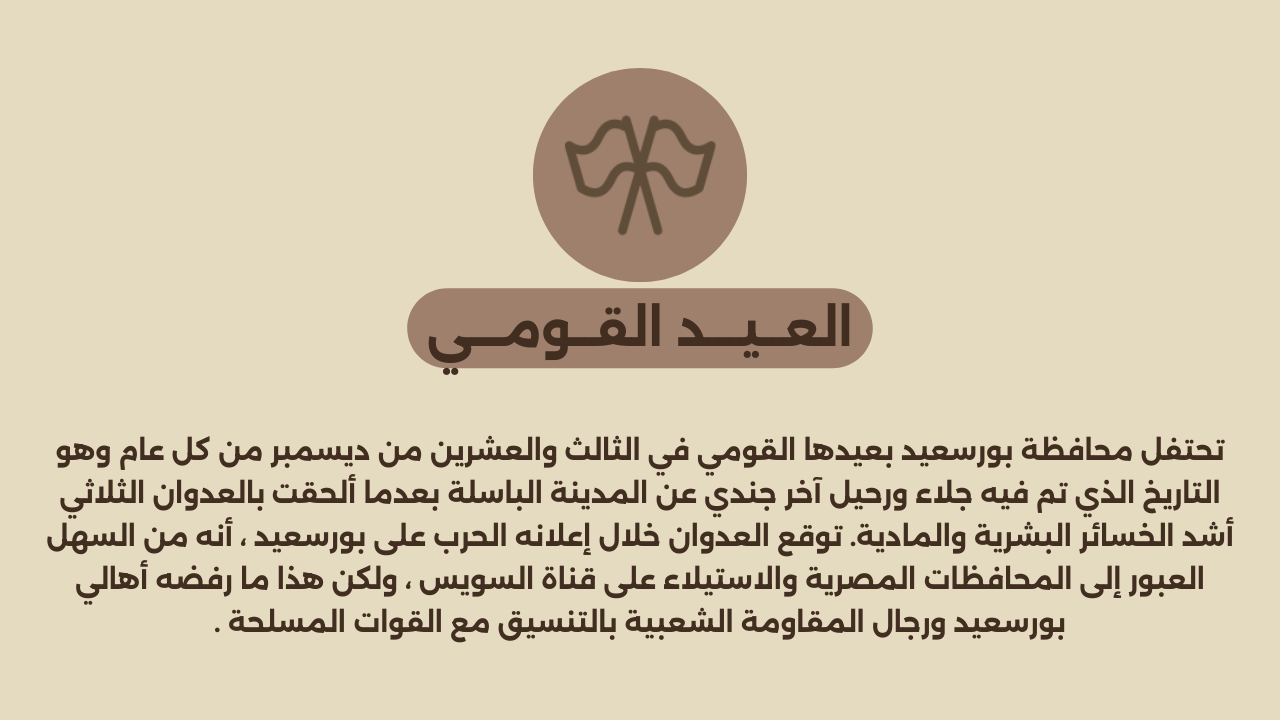 العيـد القـومـي
تحتفل محافظة بورسعيد بعيدها القومي في الثالث والعشرين من ديسمبر من كل عام وهو
التاريخ الذي تم فيه جلاء ورحيل آخر جندي عن المدينة الباسلة بعدما ألحقت بالعدوان الثلاثي
أشد الخسائر البشرية والمادية. توقع العدوان خلال إعلانه الحرب على بورسعيد ، أنه من السهل
العبور إلى المحافظات المصرية والاستيلاء على قناة السويس ، ولكن هذا ما رفضه أهالي
بورسعيد ورجال المقاومة الشعبية بالتنسيق مع القوات المسلحة .